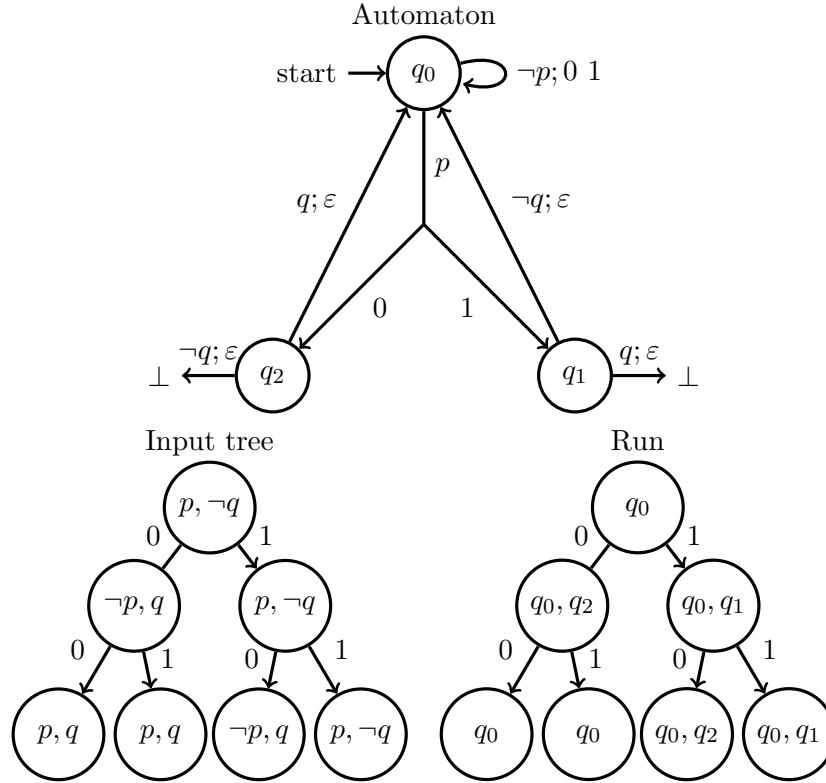 Automaton
start
q₀
¬p; 0 1
p
q; ε
¬q; ε
0
1
⊥
¬q; ε
q₂
q₁
q; ε
⊥
Input tree
Run
p, ¬q
q₀
0
1
0
1
¬p, q
p, ¬q
q₀, q₂
q₀, q₁
0
1
0
1
0
1
0
1
p, q
p, q
¬p, q
p, ¬q
q₀
q₀
q₀, q₂
q₀, q₁